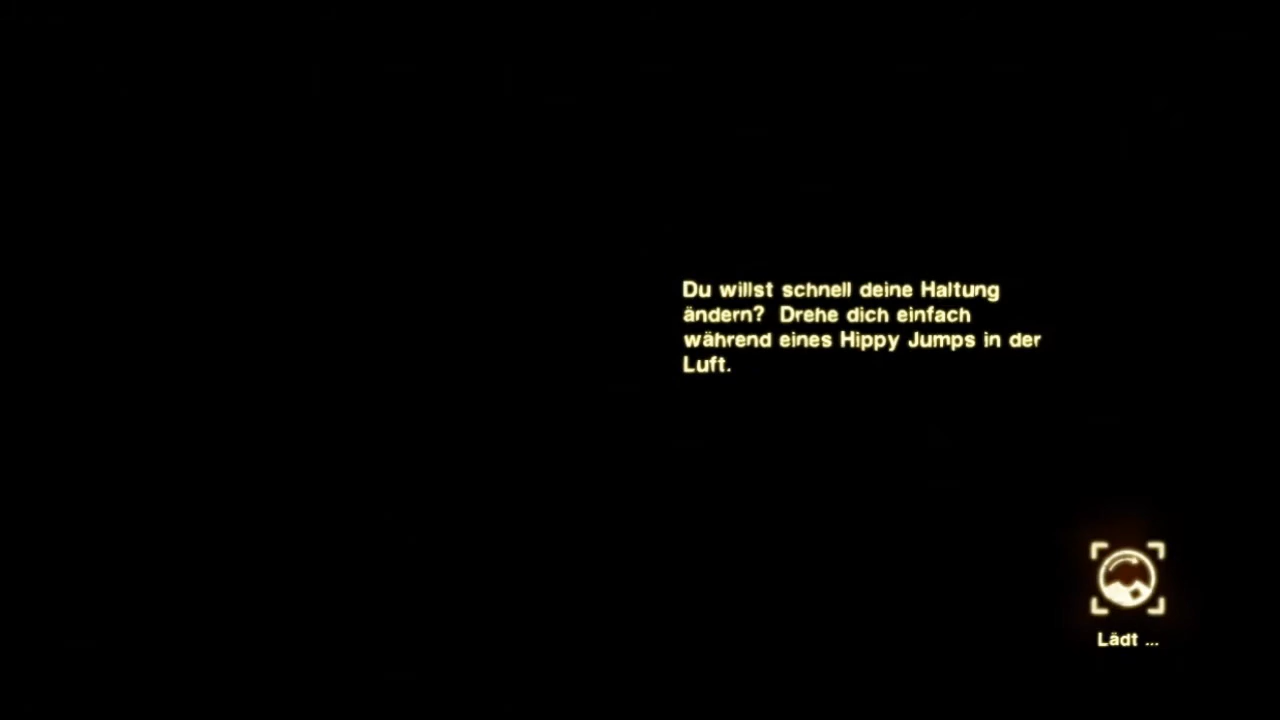 Du willst schnell deine Haltung
ändern?  Drehe dich einfach
während eines Hippy Jumps in der
Luft.
Lädt ...